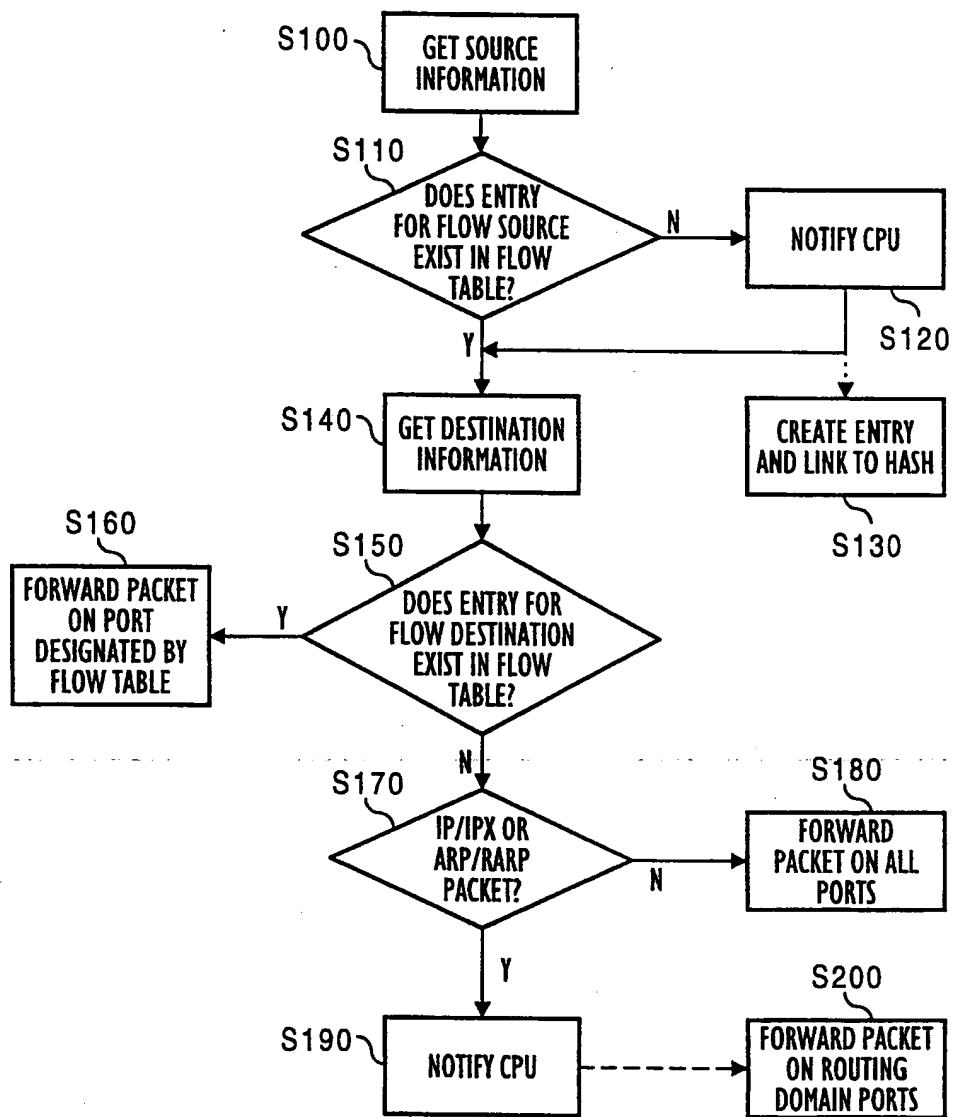 S100
GET SOURCE
INFORMATION
S110
DOES ENTRY
FOR FLOW SOURCE
EXIST IN FLOW
TABLE?
N
NOTIFY CPU
S120
Y
S140
GET DESTINATION
INFORMATION
CREATE ENTRY
AND LINK TO HASH
S130
S160
FORWARD PACKET
ON PORT
DESIGNATED BY
FLOW TABLE
Y
S150
DOES ENTRY FOR
FLOW DESTINATION
EXIST IN FLOW
TABLE?
N
S170
IP/IPX OR
ARP/RARP
PACKET?
N
S180
FORWARD
PACKET ON ALL
PORTS
Y
S190
NOTIFY CPU
S200
FORWARD PACKET
ON ROUTING
DOMAIN PORTS